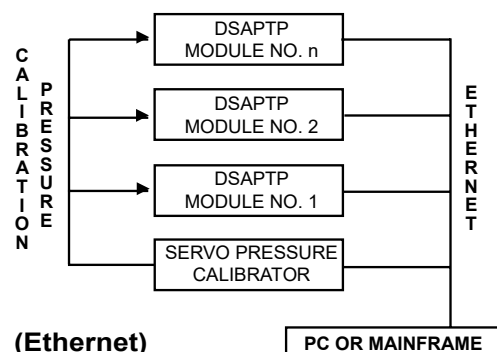 CALIBRATION
PRESSURE
DSAPTP
MODULE NO. n
DSAPTP
MODULE NO. 2
DSAPTP
MODULE NO. 1
SERVO PRESSURE
CALIBRATOR
ETHERNET
(Ethernet)
PC OR MAINFRAME